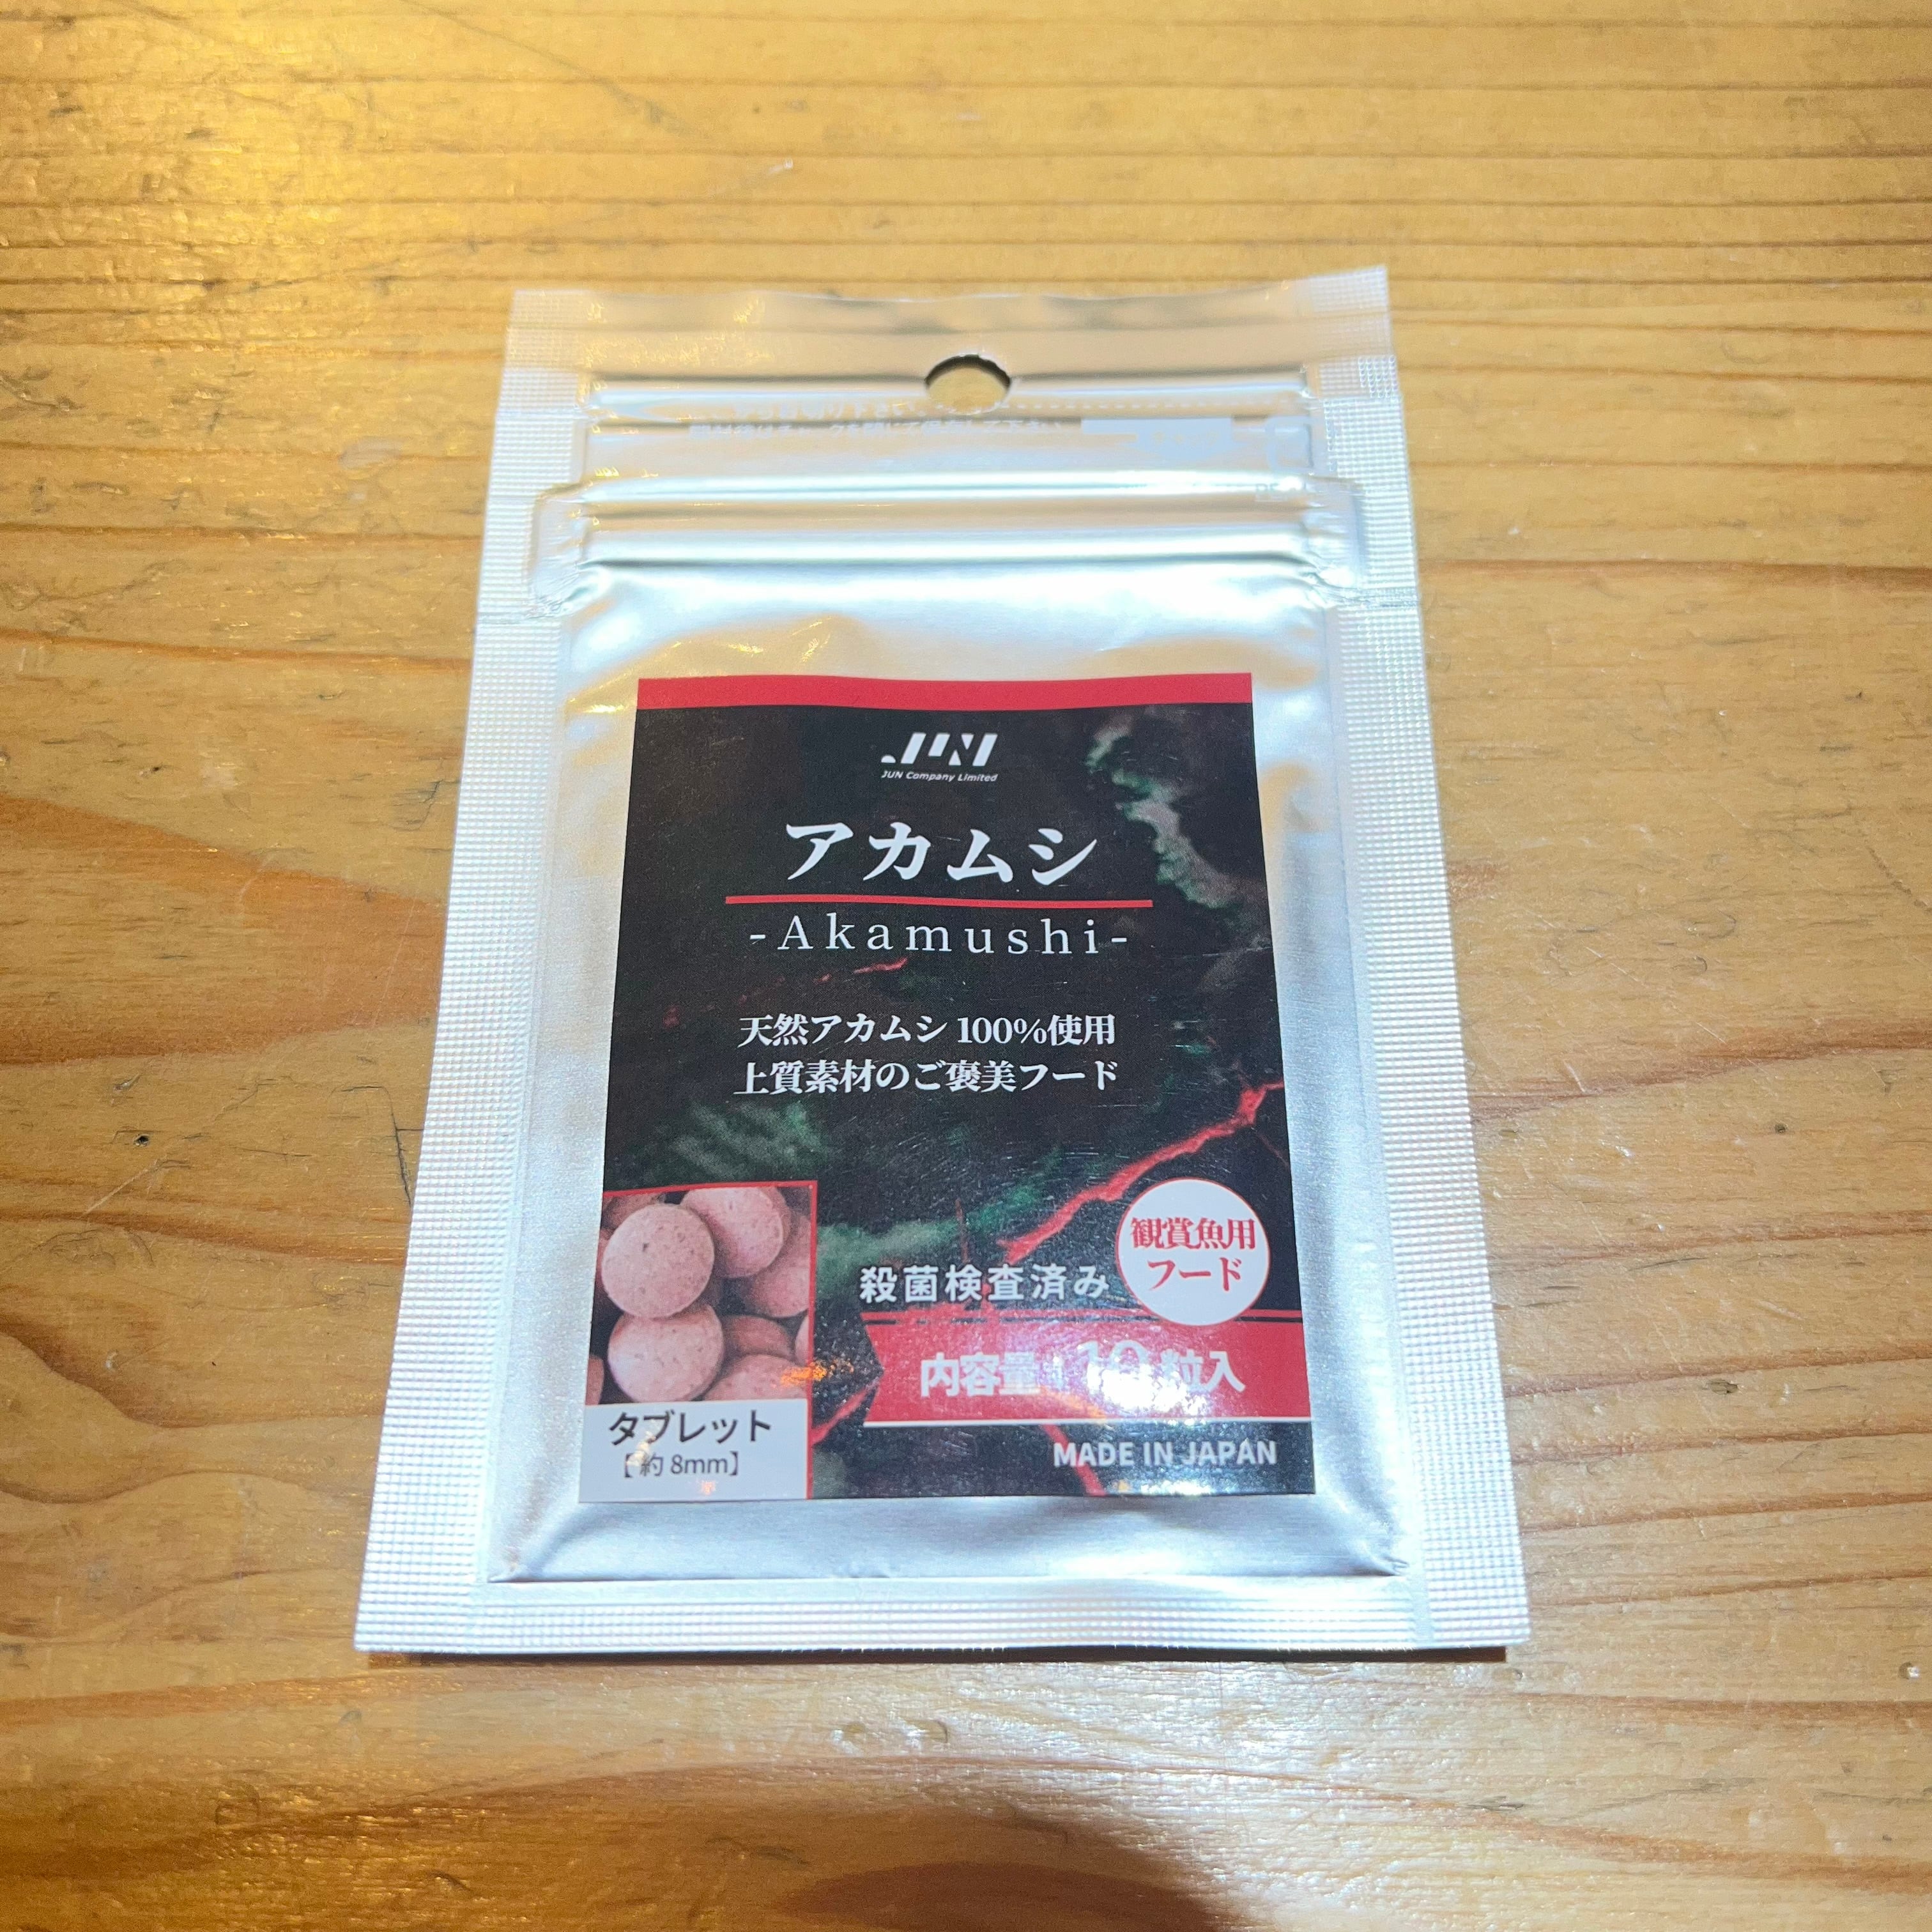 JUN
JUN Company Limited
アカムシ
-Akamushi-
天然アカムシ 100%使用
上質素材のご褒美フード
観賞魚用
フード
殺菌検査済み
内容量 10粒入
タブレット
【約 8mm】
MADE IN JAPAN